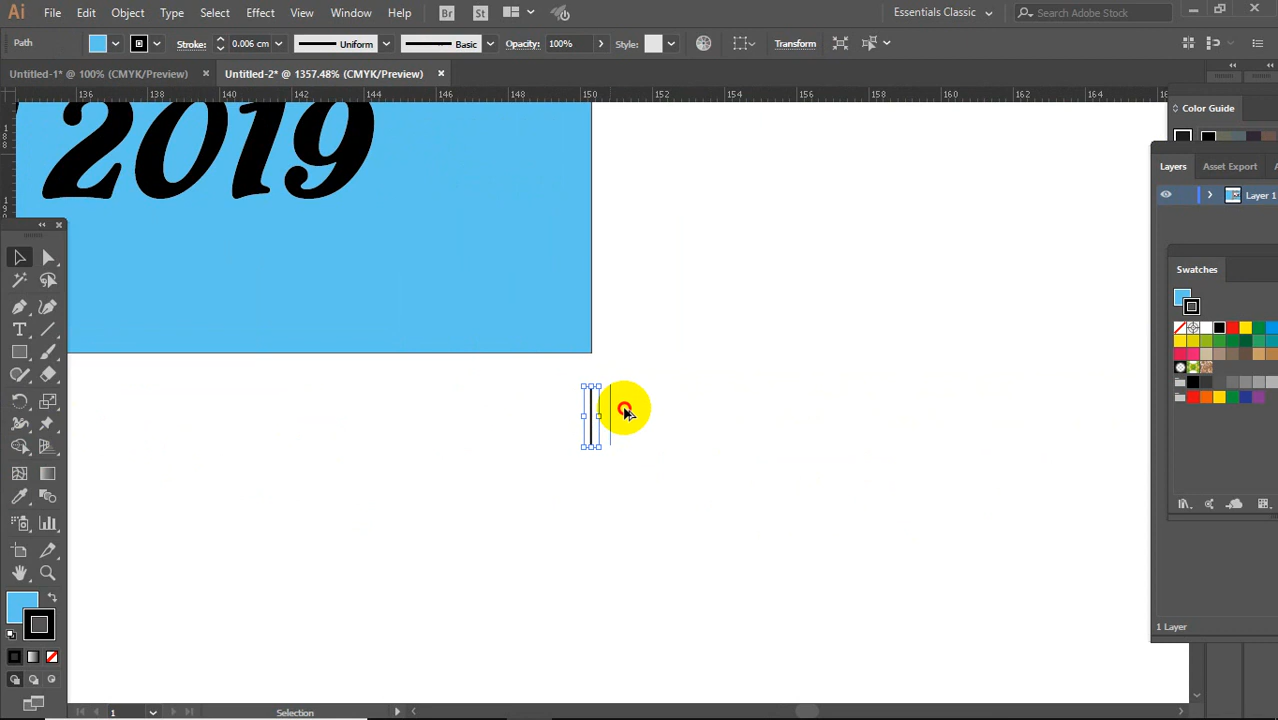 Ai File Edit Object Type Select Effect View Window Help Br St Essentials Classic Search Adobe Stock
Path Stroke: 0.006 cm Uniform Basic Opacity: 100% Style: Transform
Untitled-1* @ 100% (CMYK/Preview) × Untitled-2* @ 1357.48% (CMYK/Preview) ×
136 138 140 142 144 146 148 150 152 154 156 158 160 162 164
Color Guide
2019
Layers Asset Export
Layer 1
Swatches
1 Layer
1 Selection